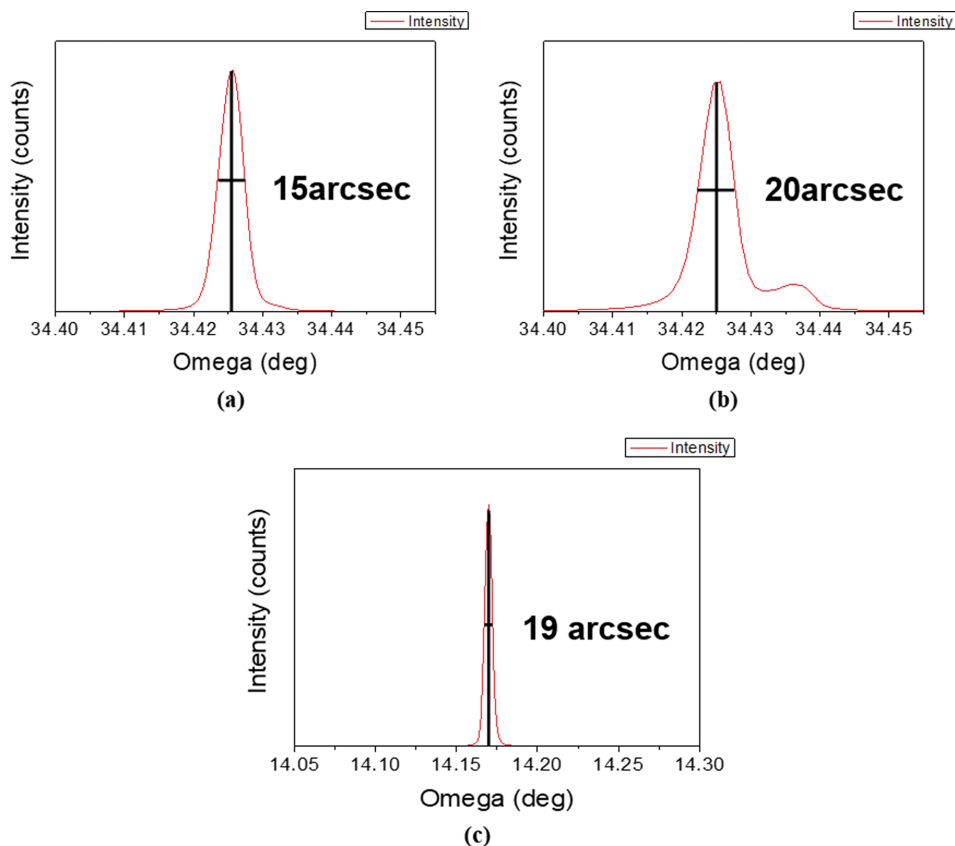 Intensity
Intensity (counts)
15arcsec
34.40 34.41 34.42 34.43 34.44 34.45
Omega (deg)
(a)
Intensity
Intensity (counts)
20arcsec
34.40 34.41 34.42 34.43 34.44 34.45
Omega (deg)
(b)
Intensity
Intensity (counts)
19 arcsec
14.05 14.10 14.15 14.20 14.25 14.30
Omega (deg)
(c)